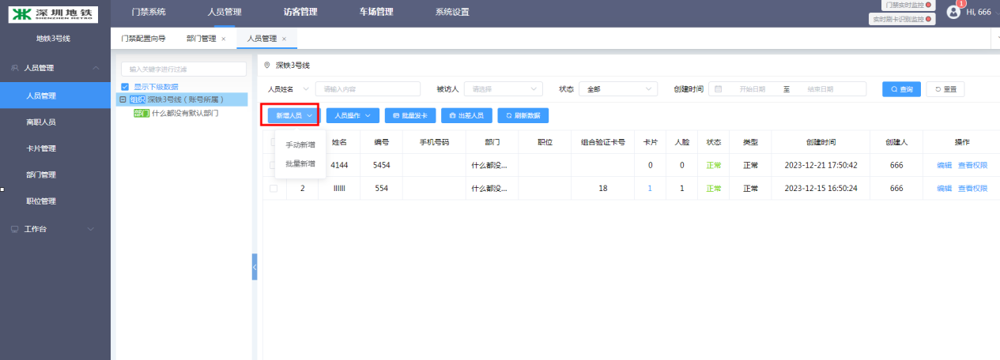 深圳地铁
SHENZHEN METRO
门禁系统
人员管理
访客管理
车场管理
系统设置
门禁实时监控
实时刷卡识别监控
1
Hi, 666
地铁3号线
门禁配置向导
部门管理 ×
人员管理 ×
人员管理
人员管理
离职人员
卡片管理
部门管理
职位管理
工作台
输入关键字进行过滤
显示下级数据
组织 深铁3号线（账号所属）
部门 什么都没有默认部门
深铁3号线
人员姓名 请输入内容 被访人 请选择 状态 全部 创建时间 开始日期 至 结束日期 查询 重置
新增人员 人员操作 批量发卡 出差人员 刷新数据
手动新增
批量新增
姓名 编号 手机号码 部门 职位 组合验证卡号 卡片 人脸 状态 类型 创建时间 创建人 操作
4144 5454 什么都没... 0 0 正常 正常 2023-12-21 17:50:42 666 编辑 查看权限
2 llllll 554 什么都没... 18 1 1 正常 正常 2023-12-15 16:50:24 666 编辑 查看权限